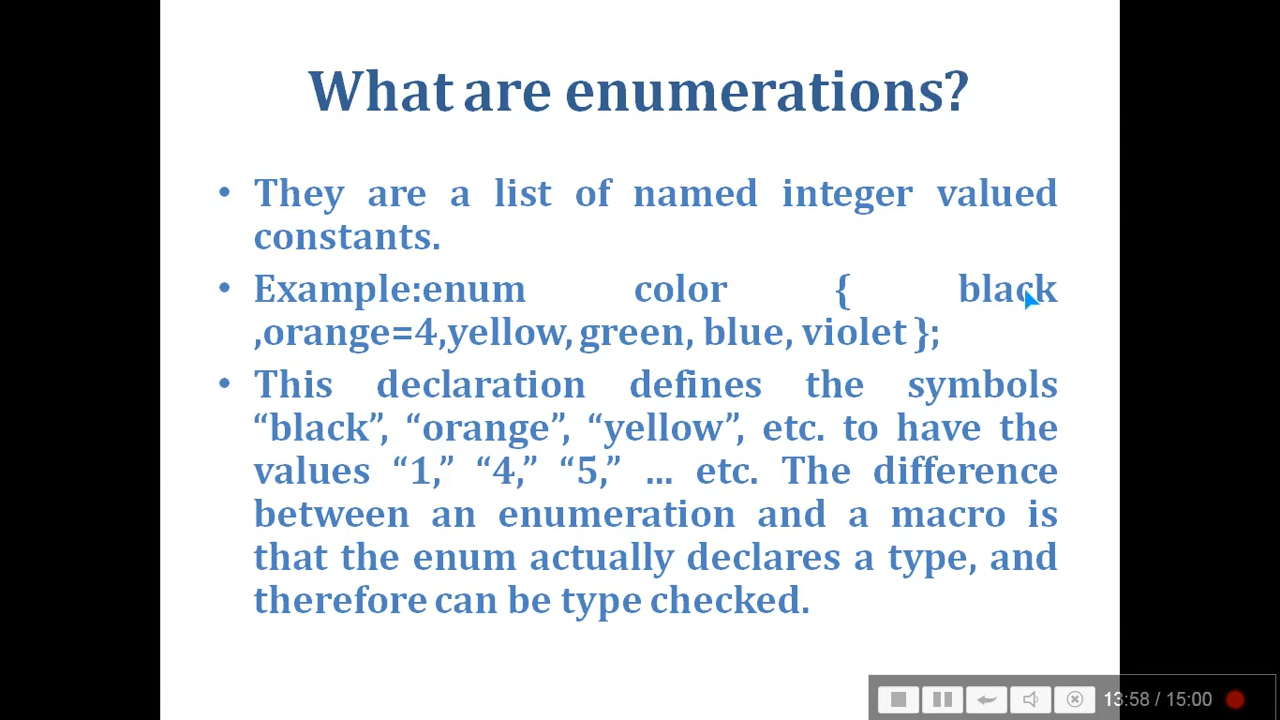 What are enumerations?
• They are a list of named integer valued
constants.
• Example:enum color { black
,orange=4,yellow, green, blue, violet };
• This declaration defines the symbols
“black”, “orange”, “yellow”, etc. to have the
values “1,” “4,” “5,” … etc. The difference
between an enumeration and a macro is
that the enum actually declares a type, and
therefore can be type checked.
13:58 / 15:00